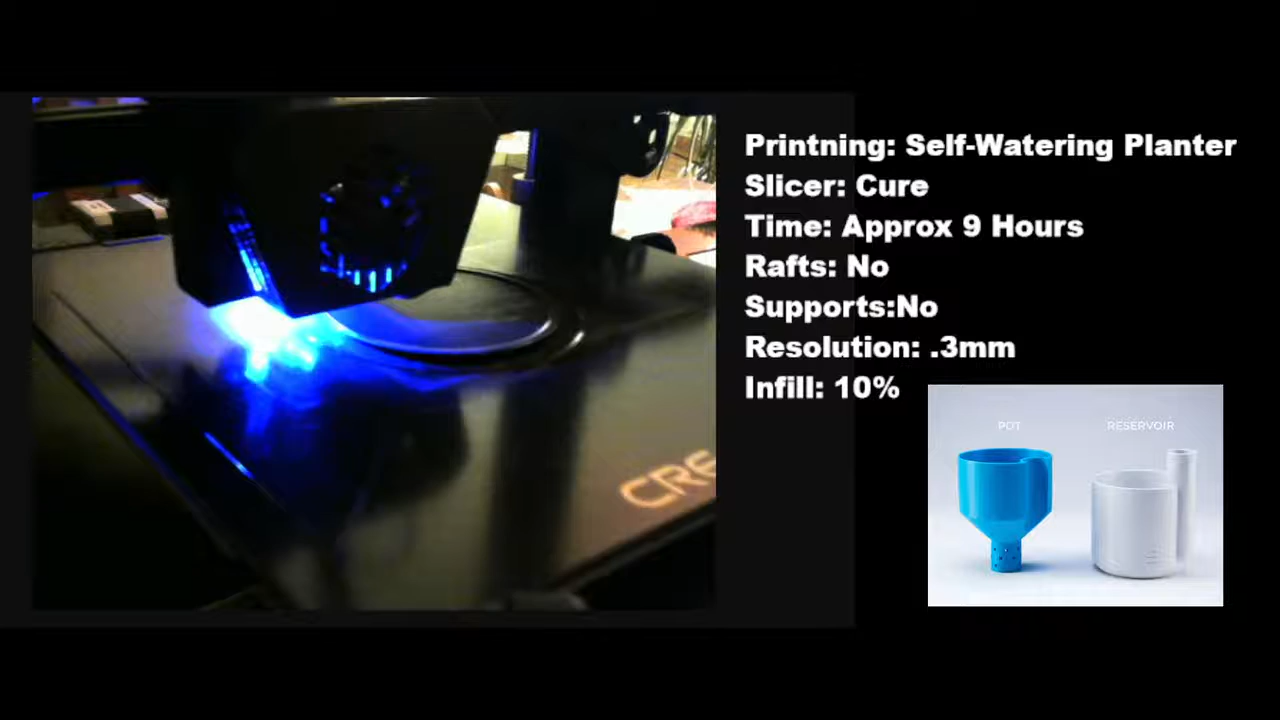 Printning: Self-Watering Planter
Slicer: Cure
Time: Approx 9 Hours
Rafts: No
Supports:No
Resolution: .3mm
Infill: 10%
POT
RESERVOIR
CRE